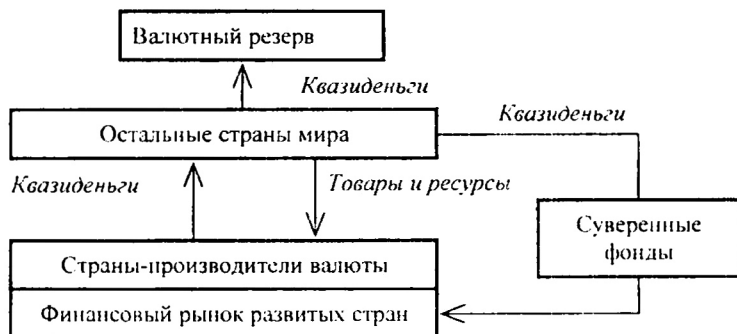 Валютный резерв
Квазиденьги
Квазиденьги
Остальные страны мира
Квазиденьги
Товары и ресурсы
Суверенные
фонды
Страны-производители валюты
Финансовый рынок развитых стран